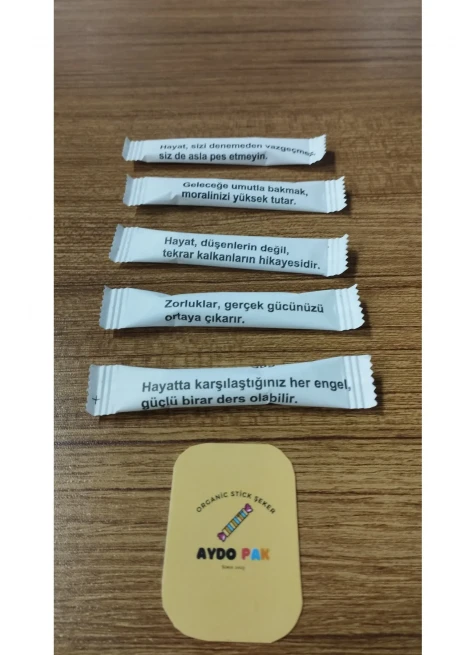 Hayat, sizi denemeden vazgeçmez
siz de asla pes etmeyin.
Geleceğe umutla bakmak,
moralinizi yüksek tutar.
Hayat, düşenlerin değil,
tekrar kalkanların hikayesidir.
Zorluklar, gerçek gücünüzü
ortaya çıkarır.
Hayatta karşılaştığınız her engel,
güçlü birar ders olabilir.
ORGANIC STICK ŞEKER
AYDO PAK